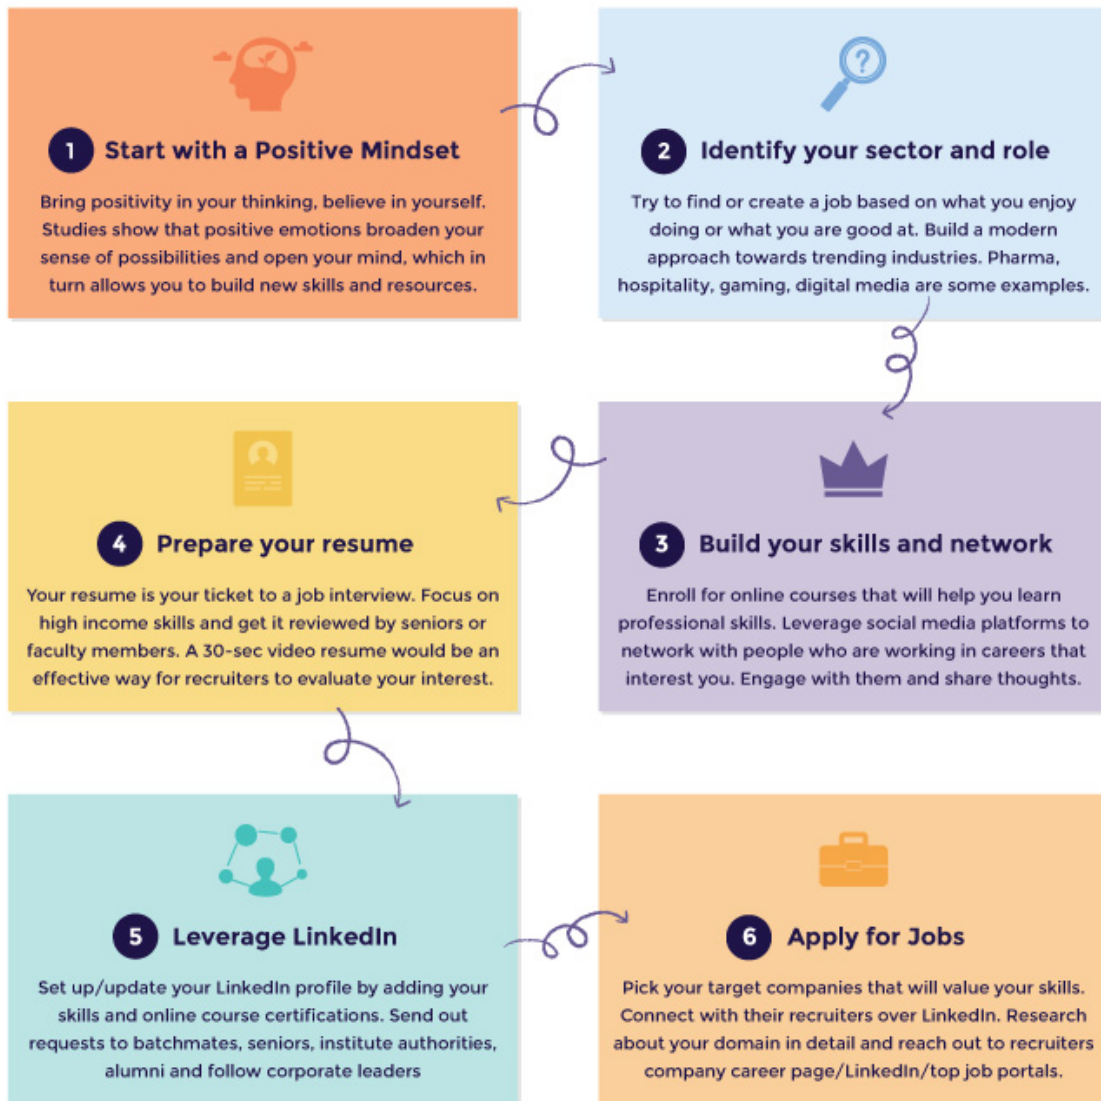 1 Start with a Positive Mindset
Bring positivity in your thinking, believe in yourself.
Studies show that positive emotions broaden your
sense of possibilities and open your mind, which in
turn allows you to build new skills and resources.
2 Identify your sector and role
Try to find or create a job based on what you enjoy
doing or what you are good at. Build a modern
approach towards trending industries. Pharma,
hospitality, gaming, digital media are some examples.
3 Build your skills and network
Enroll for online courses that will help you learn
professional skills. Leverage social media platforms to
network with people who are working in careers that
interest you. Engage with them and share thoughts.
4 Prepare your resume
Your resume is your ticket to a job interview. Focus on
high income skills and get it reviewed by seniors or
faculty members. A 30-sec video resume would be an
effective way for recruiters to evaluate your interest.
5 Leverage LinkedIn
Set up/update your LinkedIn profile by adding your
skills and online course certifications. Send out
requests to batchmates, seniors, institute authorities,
alumni and follow corporate leaders
6 Apply for Jobs
Pick your target companies that will value your skills.
Connect with their recruiters over LinkedIn. Research
about your domain in detail and reach out to recruiters
company career page/LinkedIn/top job portals.